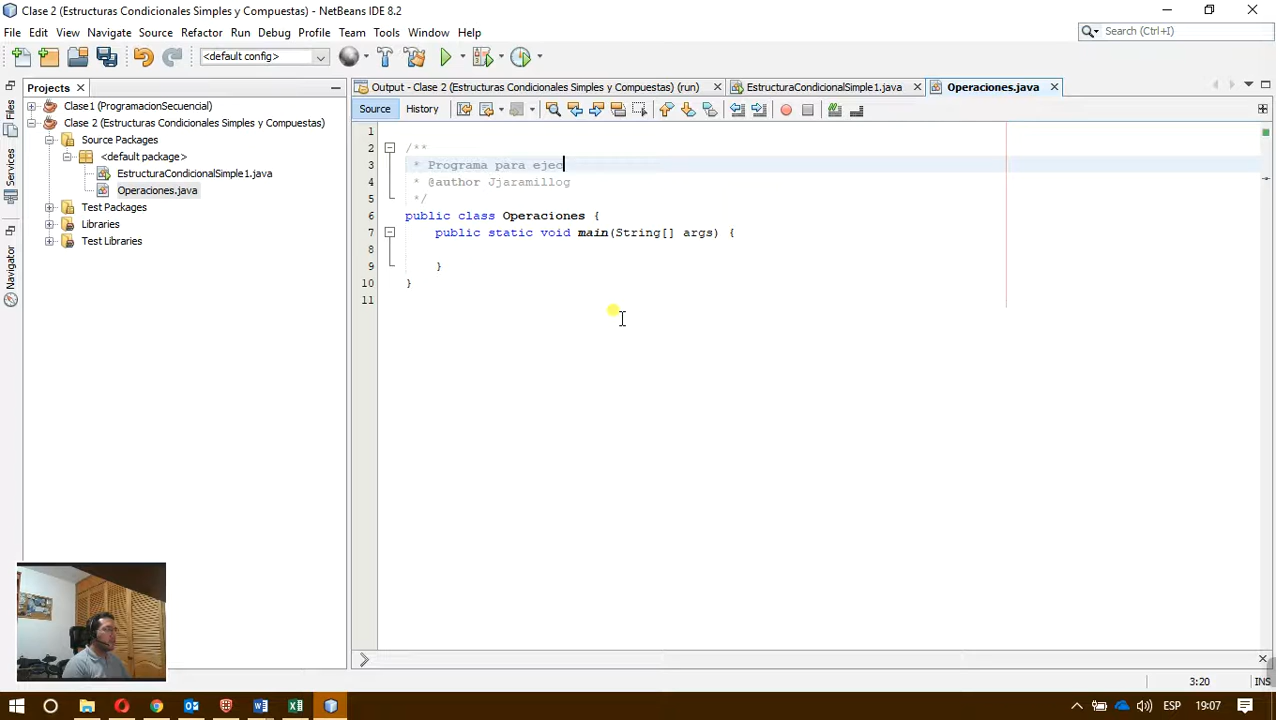 Clase 2 (Estructuras Condicionales Simples y Compuestas) - NetBeans IDE 8.2
File Edit View Navigate Source Refactor Run Debug Profile Team Tools Window Help
Search (Ctrl+I)
<default config>
Projects
Output - Clase 2 (Estructuras Condicionales Simples y Compuestas) (run)
EstructuraCondicionalSimple1.java
Operaciones.java
Files
Services
Navigator
Clase1 (ProgramacionSecuencial)
Clase 2 (Estructuras Condicionales Simples y Compuestas)
Source Packages
<default package>
EstructuraCondicionalSimple1.java
Operaciones.java
Test Packages
Libraries
Test Libraries
Source History
1
2 /**
3 * Programa para ejec
4 * @author Jjaramillog
5 */
6 public class Operaciones {
7 public static void main(String[] args) {
8
9 }
10 }
11
3:20 INS
ESP 19:07